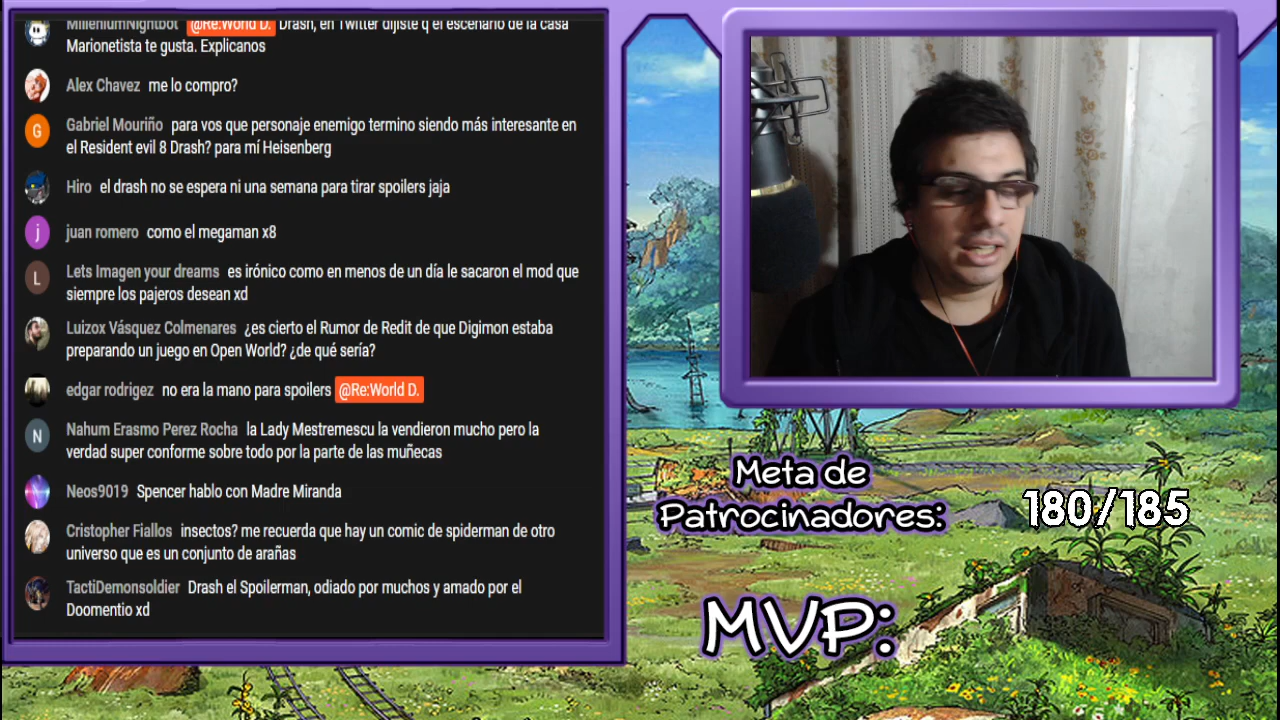 MilleniumNightbot @Re:World D. Drash, en Twitter dijiste q el escenario de la casa
Marionetista te gusta. Explicanos
Alex Chavez me lo compro?
G Gabriel Mouriño para vos que personaje enemigo termino siendo más interesante en
el Resident evil 8 Drash? para mí Heisenberg
Hiro el drash no se espera ni una semana para tirar spoilers jaja
j juan romero como el megaman x8
L Lets Imagen your dreams es irónico como en menos de un día le sacaron el mod que
siempre los pajeros desean xd
Luizox Vásquez Colmenares ¿es cierto el Rumor de Redit de que Digimon estaba
preparando un juego en Open World? ¿de qué sería?
edgar rodrigez no era la mano para spoilers @Re:World D.
N Nahum Erasmo Perez Rocha la Lady Mestremescu la vendieron mucho pero la
verdad super conforme sobre todo por la parte de las muñecas
Neos9019 Spencer hablo con Madre Miranda
Cristopher Fiallos insectos? me recuerda que hay un comic de spiderman de otro
universo que es un conjunto de arañas
TactiDemonsoldier Drash el Spoilerman, odiado por muchos y amado por el
Doomentio xd
Meta de
Patrocinadores: 180/185
MVP: